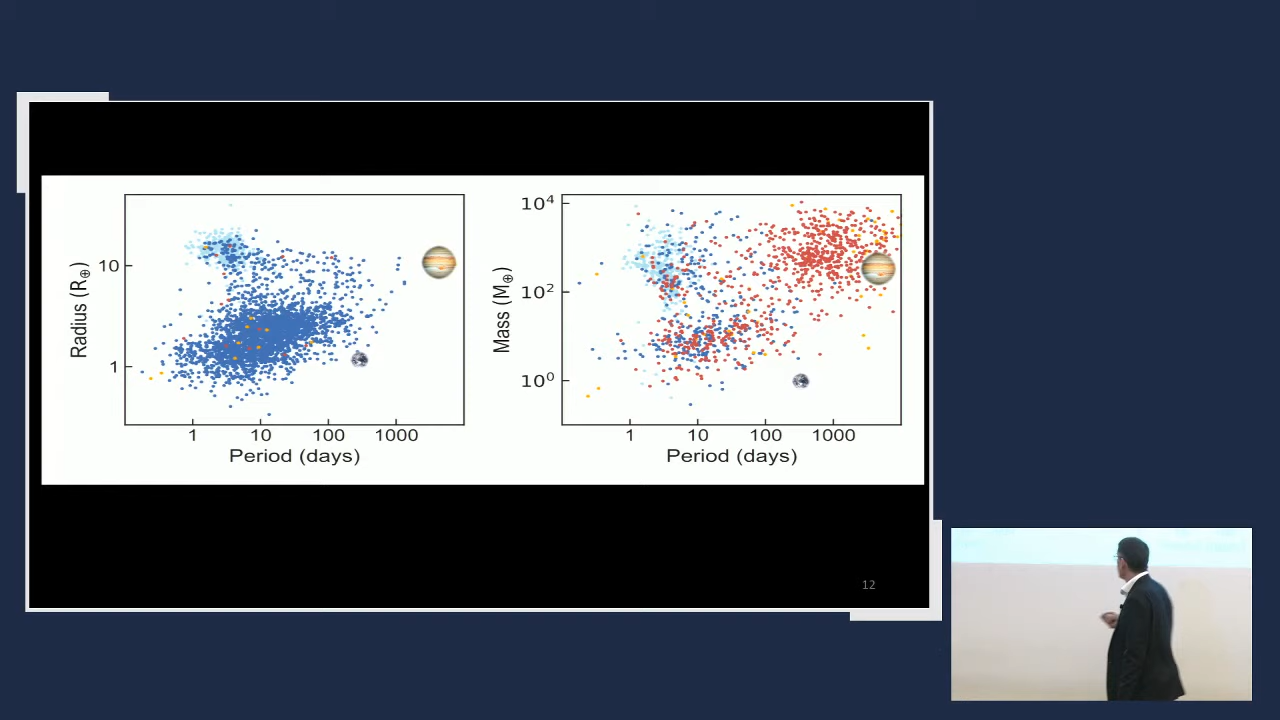 Radius (R⊕)
10
1
1 10 100 1000
Period (days)
Mass (M⊕)
10⁴
10²
10⁰
1 10 100 1000
Period (days)
12